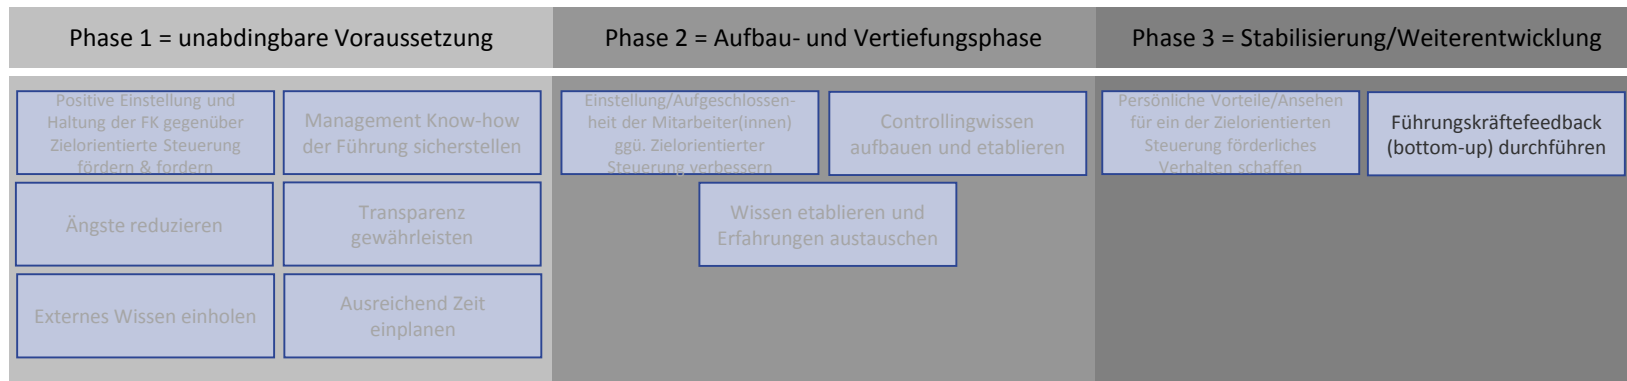 Phase 1 = unabdingbare Voraussetzung
Phase 2 = Aufbau- und Vertiefungsphase
Phase 3 = Stabilisierung/Weiterentwicklung
Positive Einstellung und
Haltung der FK gegenüber
Zielorientierte Steuerung
fördern & fordern
Management Know-how
der Führung sicherstellen
Ängste reduzieren
Transparenz
gewährleisten
Externes Wissen einholen
Ausreichend Zeit
einplanen
Einstellung/Aufgeschlossen-
heit der Mitarbeiter(innen)
ggü. Zielorientierter
Steuerung verbessern
Controllingwissen
aufbauen und etablieren
Wissen etablieren und
Erfahrungen austauschen
Persönliche Vorteile/Ansehen
für ein der Zielorientierten
Steuerung förderliches
Verhalten schaffen
Führungskräftefeedback
(bottom-up) durchführen